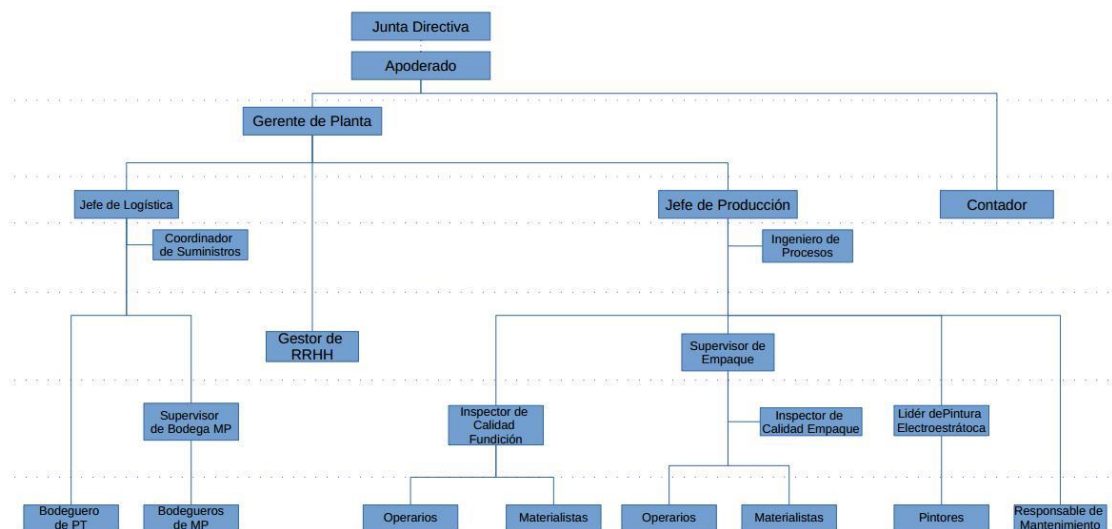 Junta Directiva
Apoderado
Gerente de Planta
Jefe de Logística
Jefe de Producción
Contador
Coordinador
de Suministros
Ingeniero de
Procesos
Gestor de
RRHH
Supervisor de
Empaque
Supervisor
de Bodega MP
Inspector de
Calidad
Fundición
Inspector de
Calidad Empaque
Lidér dePintura
Electroestrátoca
Bodeguero
de PT
Bodegueros
de MP
Operarios
Materialistas
Operarios
Materialistas
Pintores
Responsable de
Mantenimiento